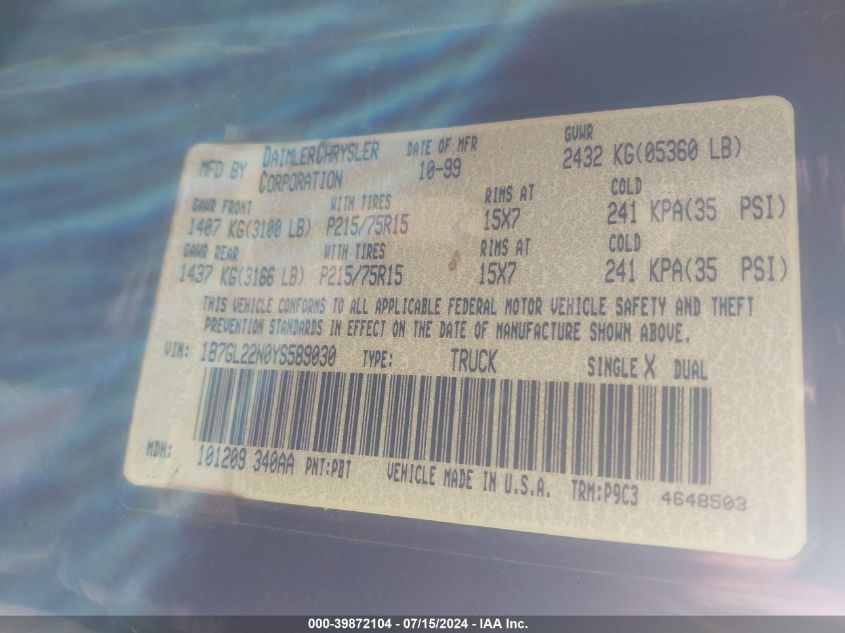 MFD BY DAIMLERCHRYSLER CORPORATION DATE OF MFR 10-99 GVWR 2432 KG(05360 LB)
GAWR FRONT WITH TIRES RIMS AT COLD
1407 KG(3100 LB) P215/75R15 15X7 241 KPA(35 PSI)
GAWR REAR WITH TIRES RIMS AT COLD
1437 KG(3166 LB) P215/75R15 15X7 241 KPA(35 PSI)
THIS VEHICLE CONFORMS TO ALL APPLICABLE FEDERAL MOTOR VEHICLE SAFETY AND THEFT
PREVENTION STANDARDS IN EFFECT ON THE DATE OF MANUFACTURE SHOWN ABOVE.
VIN: 1B7GL22N0YS589030 TYPE: TRUCK SINGLE X DUAL
MDH: 101209 340AA PNT:PBT VEHICLE MADE IN U.S.A. TRM:P9C3 4648503
000-39872104 - 07/15/2024 - IAA Inc.